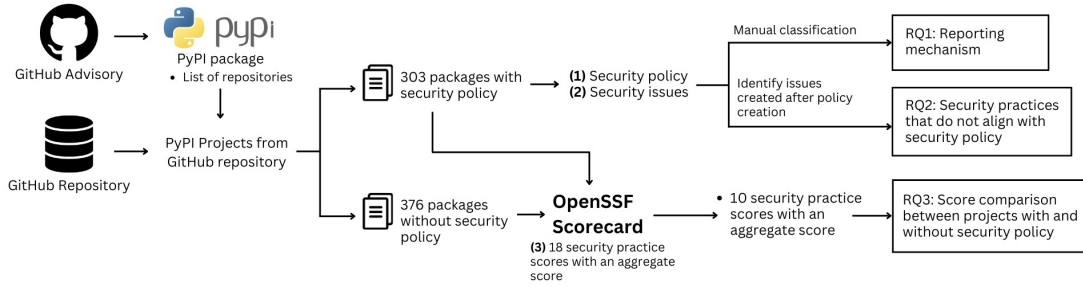 GitHub Advisory
pypi
PyPI package
• List of repositories
GitHub Repository
PyPI Projects from
GitHub repository
303 packages with
security policy
(1) Security policy
(2) Security issues
Manual classification
Identify issues
created after policy
creation
RQ1: Reporting
mechanism
RQ2: Security practices
that do not align with
security policy
376 packages
without security
policy
OpenSSF
Scorecard
(3) 18 security practice
scores with an aggregate
score
• 10 security practice
scores with an
aggregate score
RQ3: Score comparison
between projects with and
without security policy